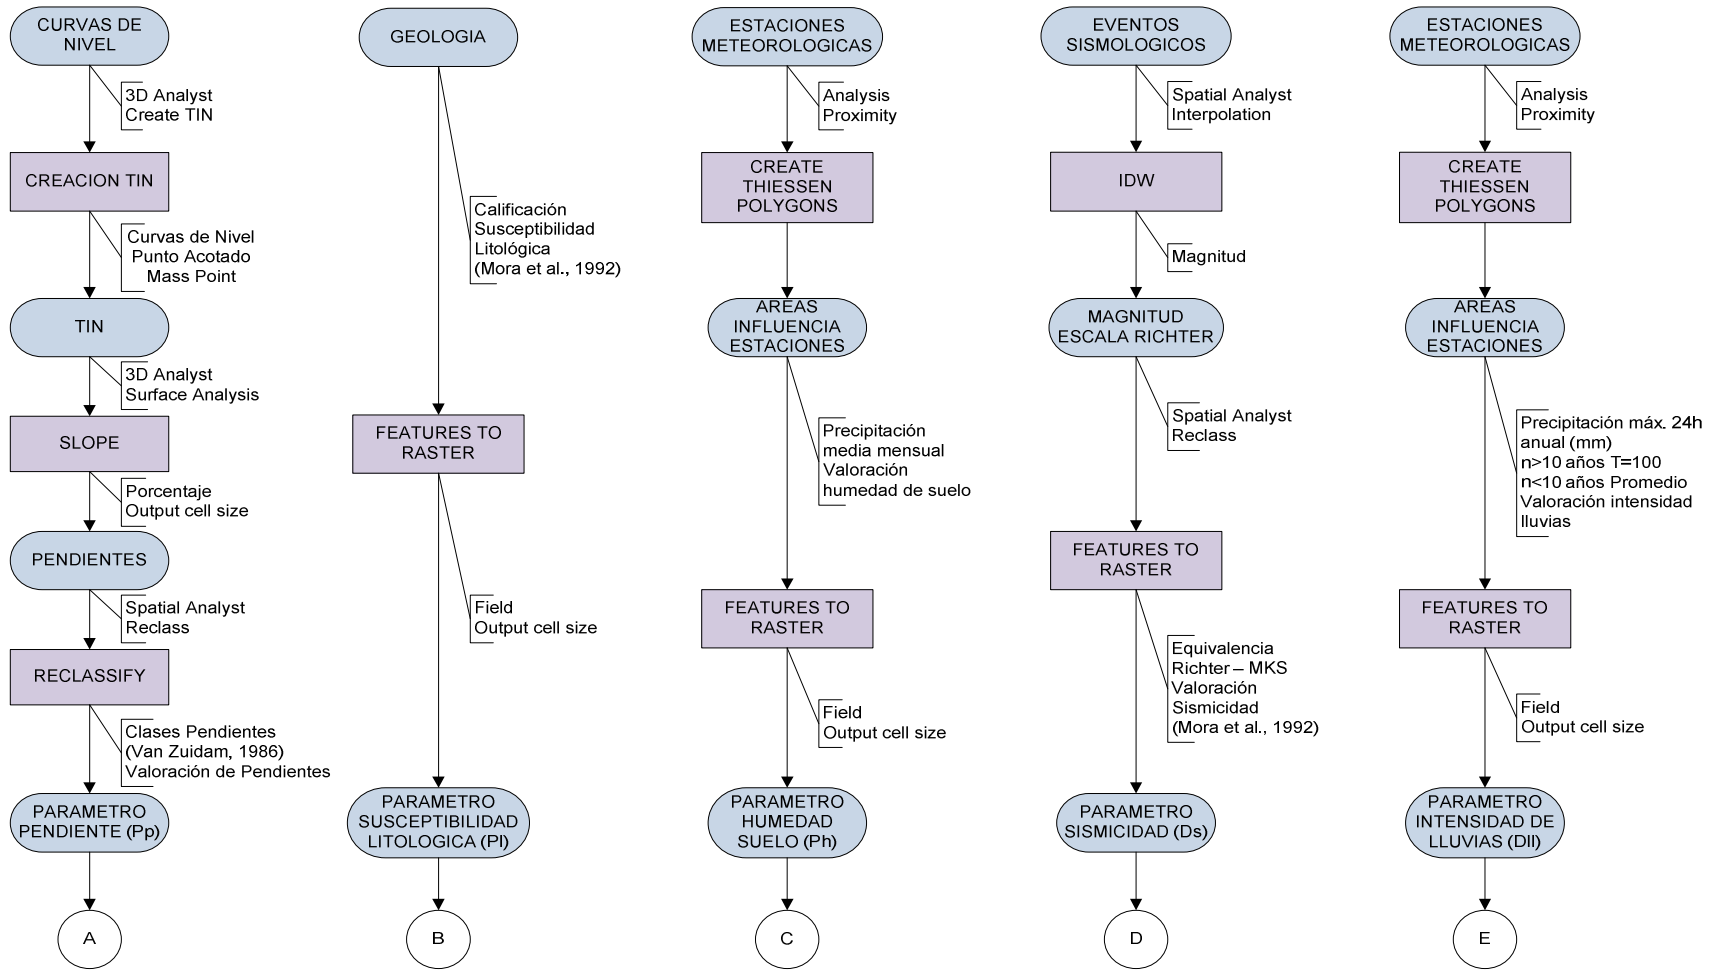 CURVAS DE
NIVEL
3D Analyst
Create TIN
CREACION TIN
Curvas de Nivel
Punto Acotado
Mass Point
TIN
3D Analyst
Surface Analysis
SLOPE
Porcentaje
Output cell size
PENDIENTES
Spatial Analyst
Reclass
RECLASSIFY
Clases Pendientes
(Van Zuidam, 1986)
Valoración de Pendientes
PARAMETRO
PENDIENTE (Pp)
A
GEOLOGIA
Calificación
Susceptibilidad
Litológica
(Mora et al., 1992)
FEATURES TO
RASTER
Field
Output cell size
PARAMETRO
SUSCEPTIBILIDAD
LITOLOGICA (Pl)
B
ESTACIONES
METEOROLOGICAS
Analysis
Proximity
CREATE
THIESSEN
POLYGONS
AREAS
INFLUENCIA
ESTACIONES
Precipitación
media mensual
Valoración
humedad de suelo
FEATURES TO
RASTER
Field
Output cell size
PARAMETRO
HUMEDAD
SUELO (Ph)
C
EVENTOS
SISMOLOGICOS
Spatial Analyst
Interpolation
IDW
Magnitud
MAGNITUD
ESCALA RICHTER
Spatial Analyst
Reclass
FEATURES TO
RASTER
Equivalencia
Richter – MKS
Valoración
Sismicidad
(Mora et al., 1992)
PARAMETRO
SISMICIDAD (Ds)
D
ESTACIONES
METEOROLOGICAS
Analysis
Proximity
CREATE
THIESSEN
POLYGONS
AREAS
INFLUENCIA
ESTACIONES
Precipitación máx. 24h
anual (mm)
n>10 años T=100
n<10 años Promedio
Valoración intensidad
lluvias
FEATURES TO
RASTER
Field
Output cell size
PARAMETRO
INTENSIDAD DE
LLUVIAS (Dll)
E